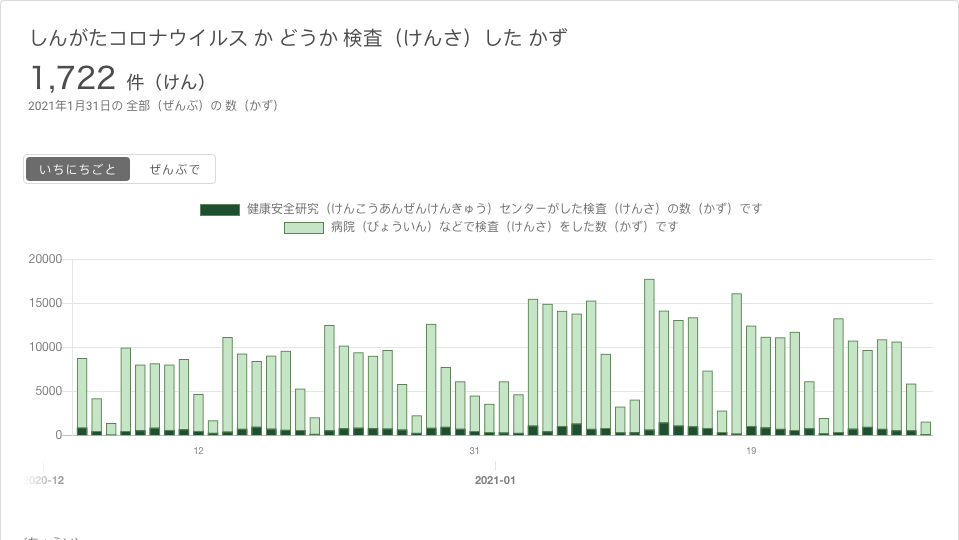 しんがたコロナウイルス か どうか 検査（けんさ）した かず
1,722 件（けん）
2021年1月31日の 全部（ぜんぶ）の 数（かず）
いちにちごと ぜんぶで
健康安全研究（けんこうあんぜんけんきゅう）センターがした検査（けんさ）の数（かず）です
病院（びょういん）などで検査（けんさ）をした数（かず）です
20000
15000
10000
5000
0
12 31 19
2020-12 2021-01